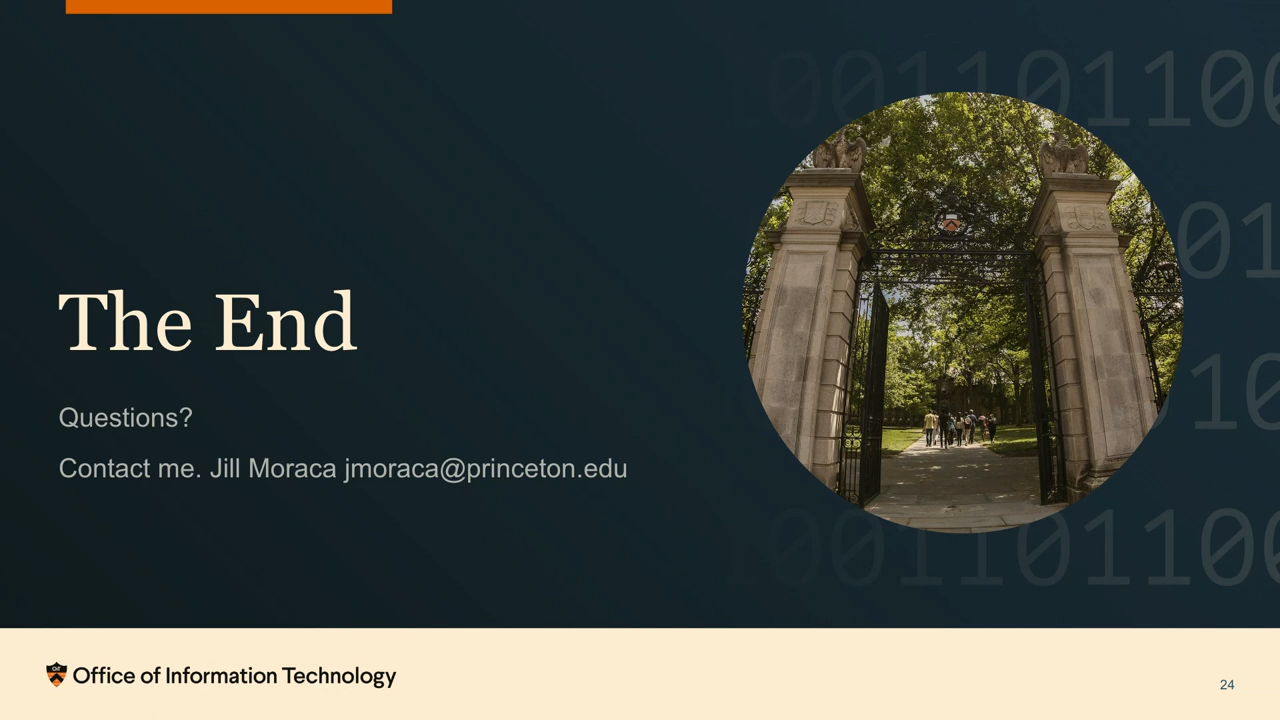 The End
Questions?
Contact me. Jill Moraca jmoraca@princeton.edu
Office of Information Technology
24